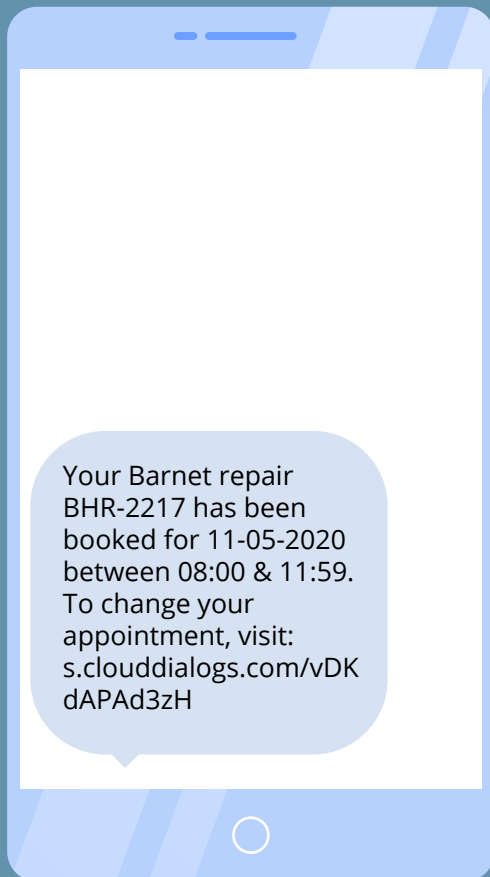 Your Barnet repair
BHR-2217 has been
booked for 11-05-2020
between 08:00 & 11:59.
To change your
appointment, visit:
s.clouddialogs.com/vDK
dAPAd3zH